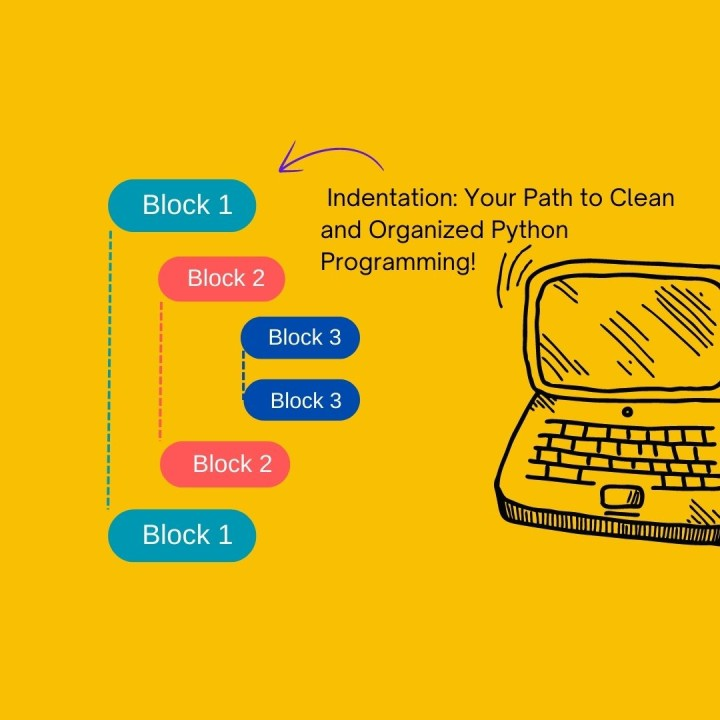 Block 1
Indentation: Your Path to Clean
and Organized Python
Programming!
Block 2
Block 3
Block 3
Block 2
Block 1